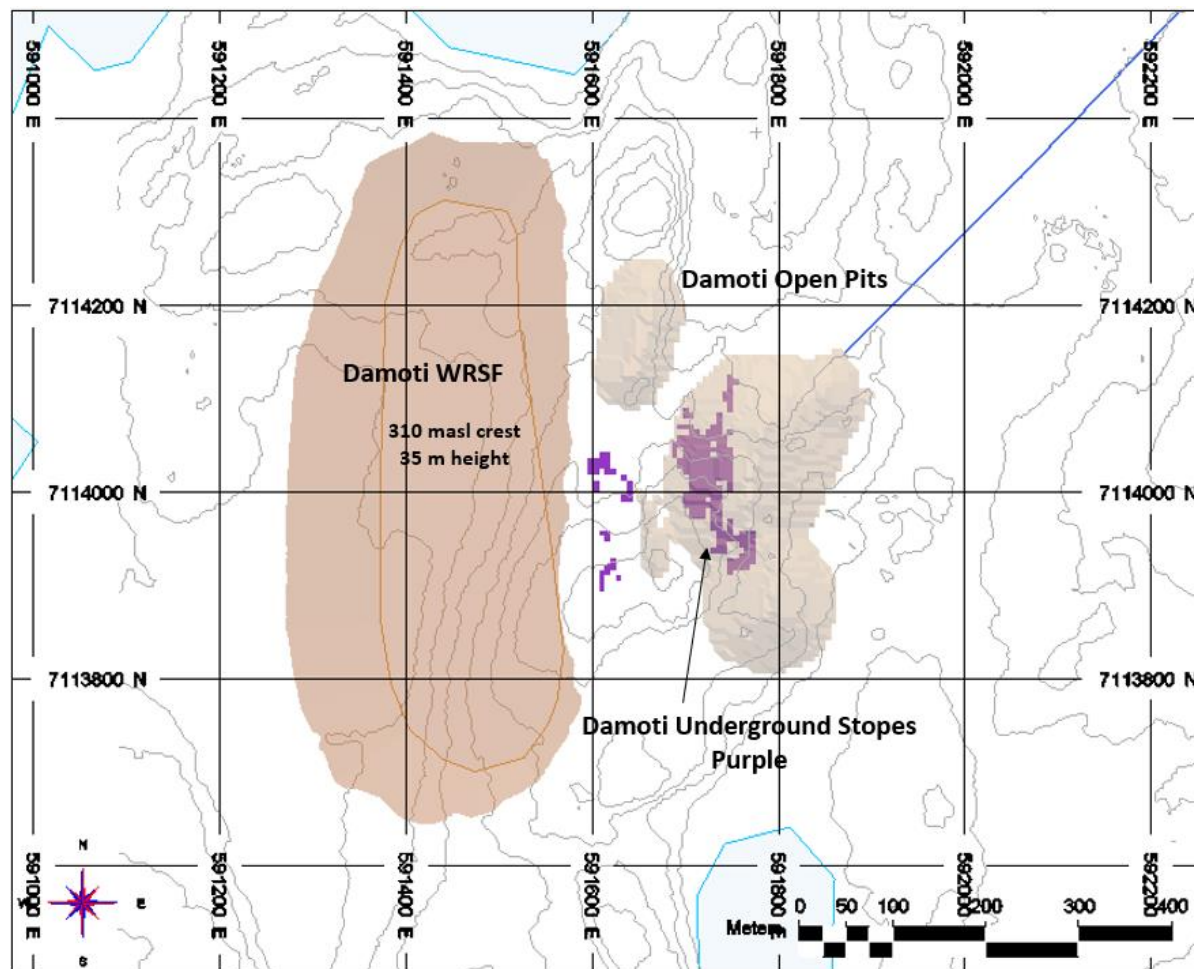 591000 E
591200 E
591400 E
591600 E
591800 E
592000 E
592200 E
Damoti Open Pits
7114200 N
7114200 N
Damoti WRSF
310 masl crest
35 m height
7114000 N
7114000 N
7113800 N
7113800 N
Damoti Underground Stopes
Purple
N
W
E
S
591000 E
591200 E
591400 E
591600 E
591800 E
592000 E
592200 E
0 50 100 200 300 400